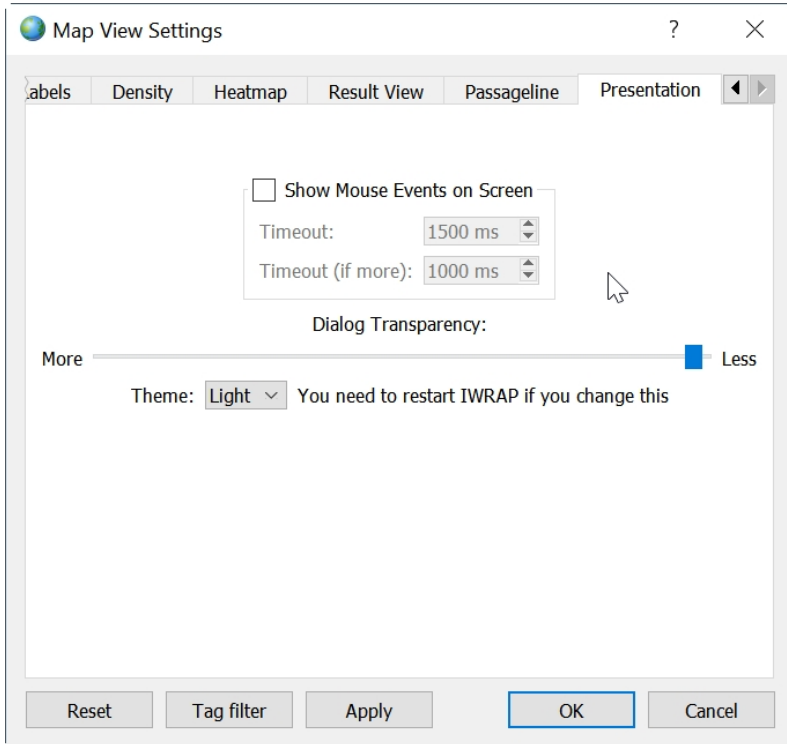 Map View Settings ?
abels Density Heatmap Result View Passageline Presentation
Show Mouse Events on Screen
Timeout: 1500 ms
Timeout (if more): 1000 ms
Dialog Transparency:
More Less
Theme: Light You need to restart IWRAP if you change this
Reset Tag filter Apply OK Cancel